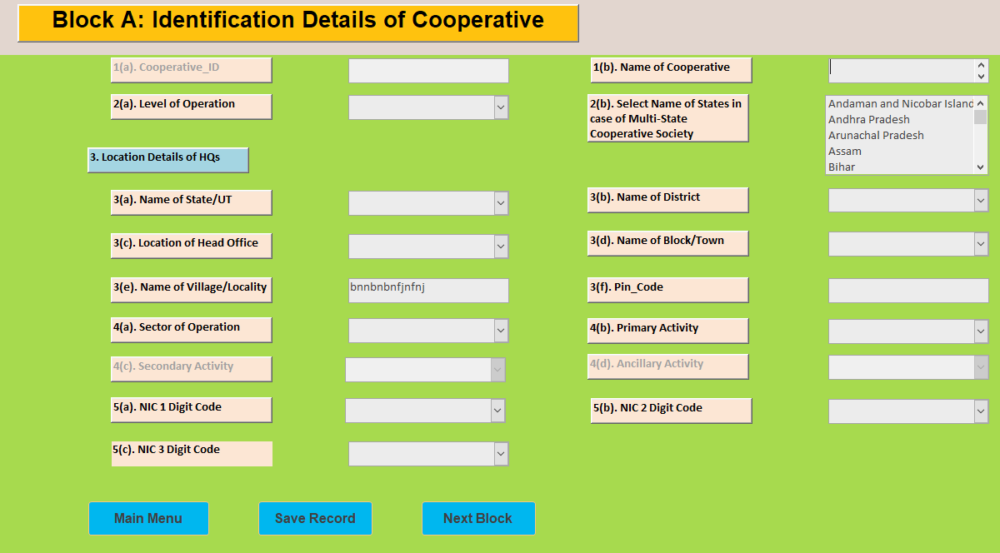 Block A: Identification Details of Cooperative
1(a). Cooperative_ID
1(b). Name of Cooperative
2(a). Level of Operation
2(b). Select Name of States in
case of Multi-State
Cooperative Society
Andaman and Nicobar Island
Andhra Pradesh
Arunachal Pradesh
Assam
Bihar
3. Location Details of HQs
3(a). Name of State/UT
3(b). Name of District
3(c). Location of Head Office
3(d). Name of Block/Town
3(e). Name of Village/Locality
bnnbnbnfjnfnj
3(f). Pin_Code
4(a). Sector of Operation
4(b). Primary Activity
4(c). Secondary Activity
4(d). Ancillary Activity
5(a). NIC 1 Digit Code
5(b). NIC 2 Digit Code
5(c). NIC 3 Digit Code
Main Menu
Save Record
Next Block